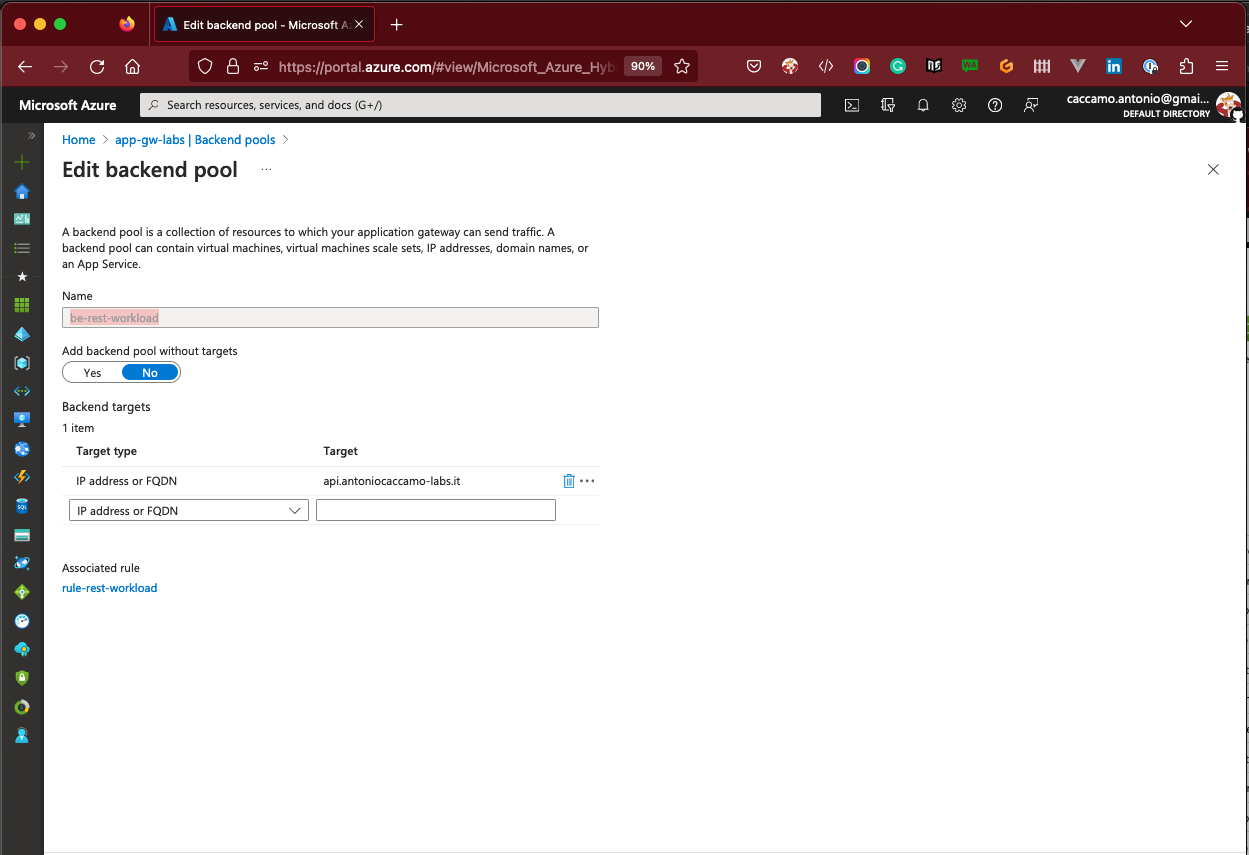 Edit backend pool - Microsoft A
https://portal.azure.com/#view/Microsoft_Azure_Hyb
90%
Microsoft Azure
Search resources, services, and docs (G+/)
caccamo.antonio@gmai...
DEFAULT DIRECTORY
Home > app-gw-labs | Backend pools >
Edit backend pool ...
A backend pool is a collection of resources to which your application gateway can send traffic. A
backend pool can contain virtual machines, virtual machines scale sets, IP addresses, domain names, or
an App Service.
Name
be-rest-workload
Add backend pool without targets
Yes No
Backend targets
1 item
Target type Target
IP address or FQDN api.antoniocaccamo-labs.it
IP address or FQDN
Associated rule
rule-rest-workload